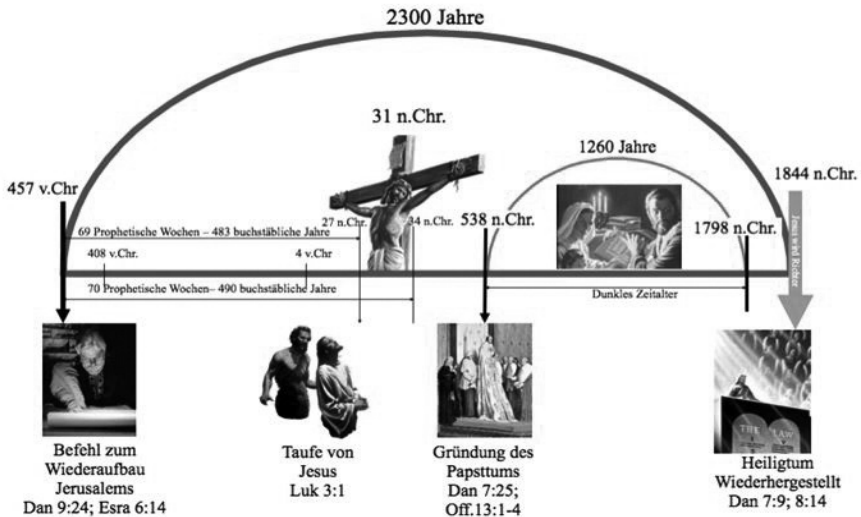 2300 Jahre
31 n.Chr.
1260 Jahre
457 v.Chr
1844 n.Chr.
27 n.Chr.
34 n.Chr.
538 n.Chr.
1798 n.Chr.
Jesus wird Richter
69 Prophetische Wochen – 483 buchstäbliche Jahre
408 v.Chr.
4 v.Chr
70 Prophetische Wochen– 490 buchstäbliche Jahre
Dunkles Zeitalter
THE LAW
Befehl zum
Wiederaufbau
Jerusalems
Dan 9:24; Esra 6:14
Taufe von
Jesus
Luk 3:1
Gründung des
Papsttums
Dan 7:25;
Off.13:1-4
Heiligtum
Wiederhergestellt
Dan 7:9; 8:14